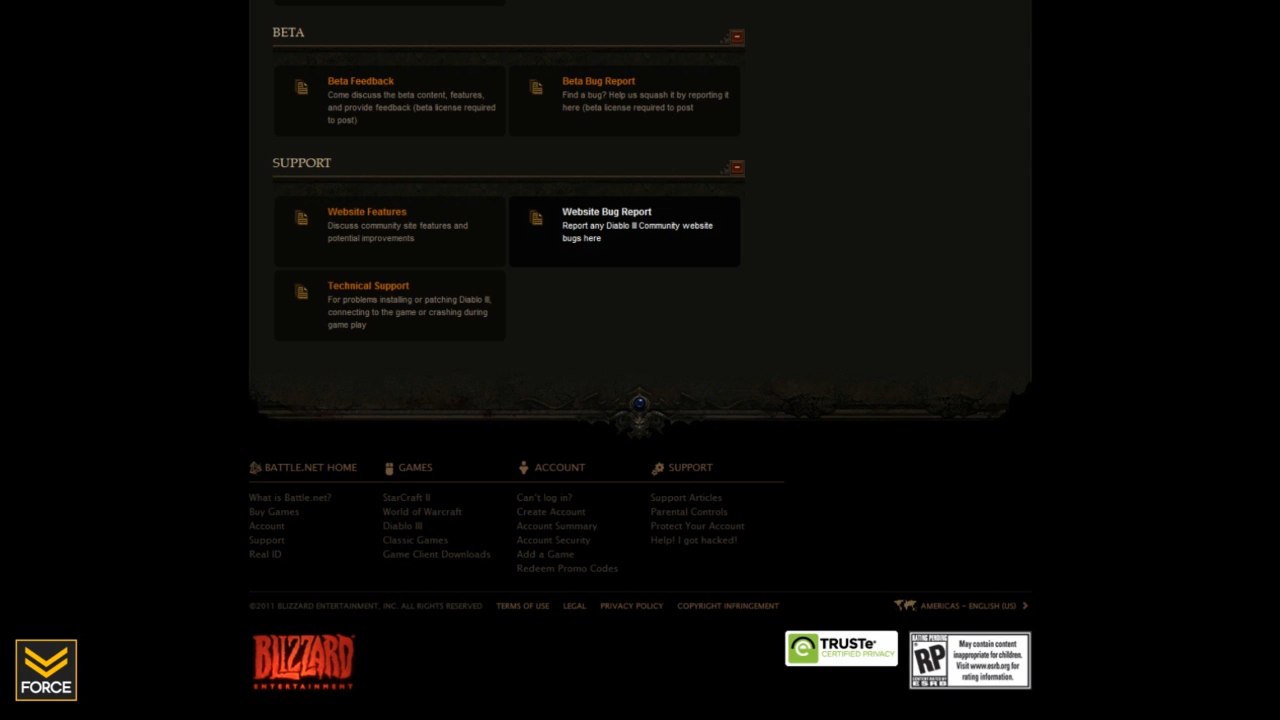 BETA
Beta Feedback
Come discuss the beta content, features,
and provide feedback (beta license required
to post)
Beta Bug Report
Find a bug? Help us squash it by reporting it
here (beta license required to post
SUPPORT
Website Features
Discuss community site features and
potential improvements
Website Bug Report
Report any Diablo III Community website
bugs here
Technical Support
For problems installing or patching Diablo III,
connecting to the game or crashing during
game play
BATTLE.NET HOME
What is Battle.net?
Buy Games
Account
Support
Real ID
GAMES
StarCraft II
World of Warcraft
Diablo III
Classic Games
Game Client Downloads
ACCOUNT
Can't log in?
Create Account
Account Summary
Account Security
Add a Game
Redeem Promo Codes
SUPPORT
Support Articles
Parental Controls
Protect Your Account
Help! I got hacked!
©2011 BLIZZARD ENTERTAINMENT, INC. ALL RIGHTS RESERVED TERMS OF USE LEGAL PRIVACY POLICY COPYRIGHT INFRINGEMENT AMERICAS - ENGLISH (US)
FORCE
BLIZZARD
ENTERTAINMENT
TRUSTe
CERTIFIED PRIVACY
RATING PENDING
RP
CONTENT RATED BY
ESRB
May contain content
inappropriate for children.
Visit www.esrb.org for
rating information.